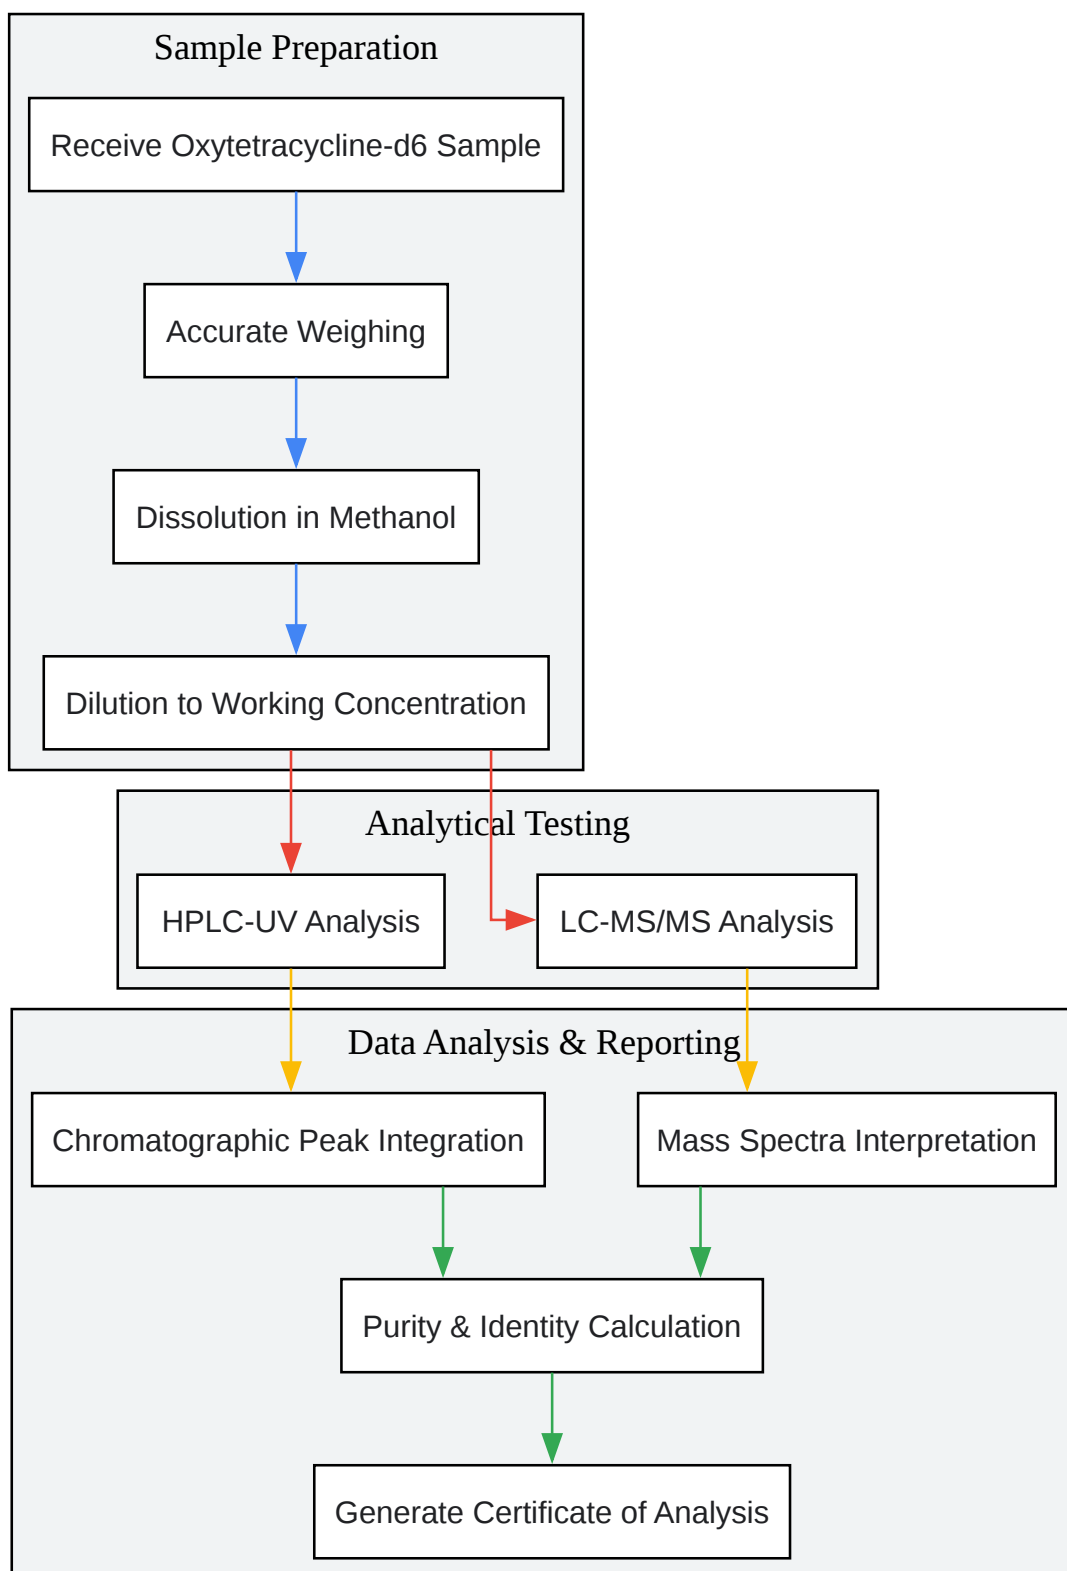 Sample Preparation
Receive Oxytetracycline-d6 Sample
Accurate Weighing
Dissolution in Methanol
Dilution to Working Concentration
Analytical Testing
HPLC-UV Analysis
LC-MS/MS Analysis
Data Analysis & Reporting
Chromatographic Peak Integration
Mass Spectra Interpretation
Purity & Identity Calculation
Generate Certificate of Analysis